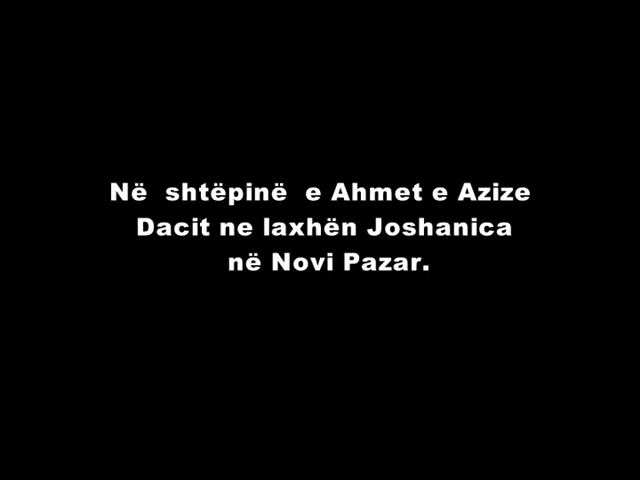 Në shtëpinë e Ahmet e Azize
Dacit ne laxhën Joshanica
në Novi Pazar.